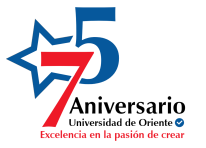 75
Aniversario
Universidad de Oriente
Excelencia en la pasión de crear